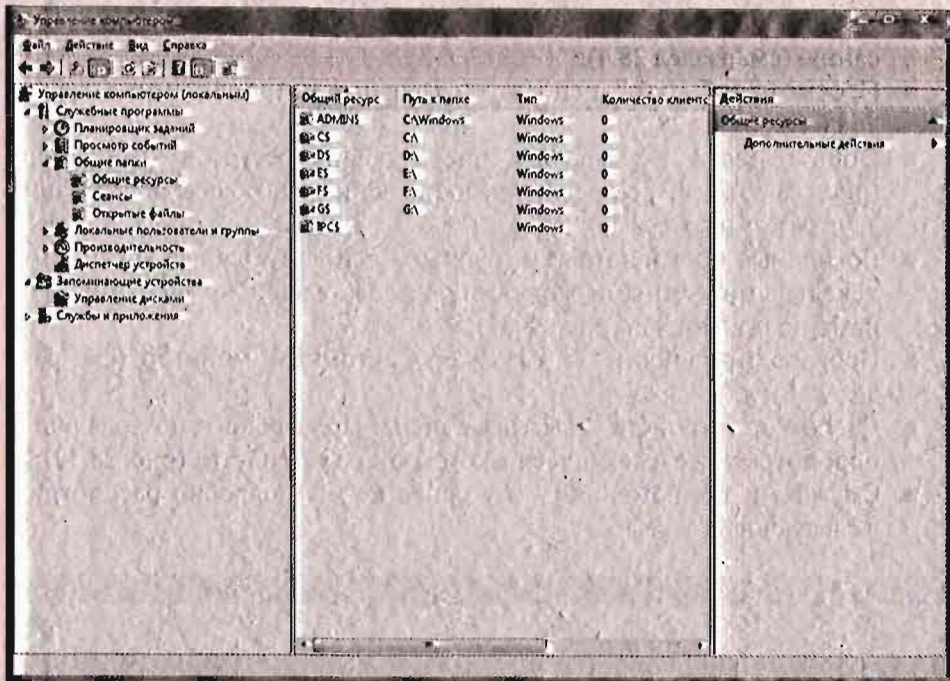 Управление компьютером
Файл Действие Вид Справка
Управление компьютером (локальным)
Служебные программы
Планировщик заданий
Просмотр событий
Общие папки
Общие ресурсы
Сеансы
Открытые файлы
Локальные пользователи и группы
Производительность
Диспетчер устройств
Запоминающие устройства
Управление дисками
Службы и приложения
Общий ресурс Путь к папке Тип Количество клиентс
ADMIN$ C:\Windows Windows 0
C$ C:\ Windows 0
D$ D:\ Windows 0
E$ E:\ Windows 0
F$ F:\ Windows 0
G$ G:\ Windows 0
IPC$ Windows 0
Действия
Общие ресурсы
Дополнительные действия